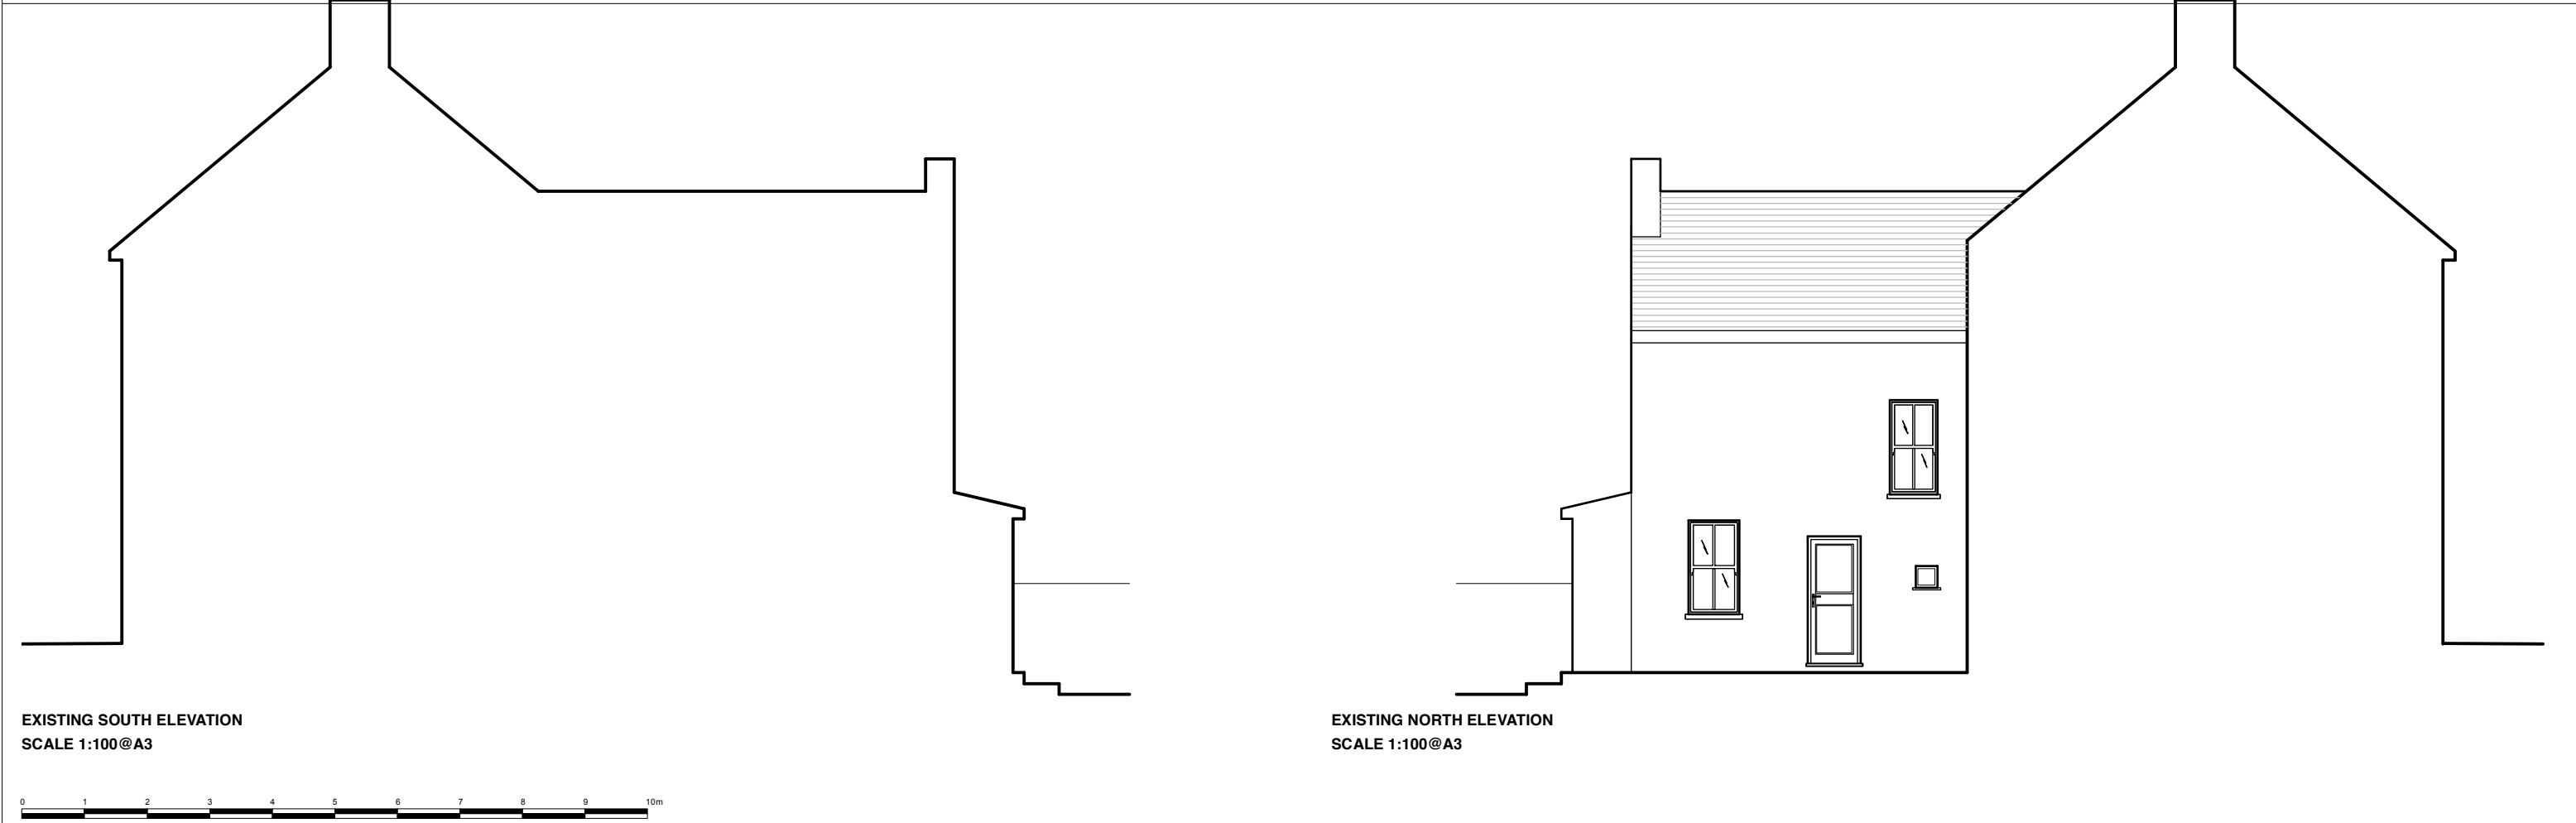 EXISTING SOUTH ELEVATION
SCALE 1:100@A3
EXISTING NORTH ELEVATION
SCALE 1:100@A3
0 1 2 3 4 5 6 7 8 9 10m